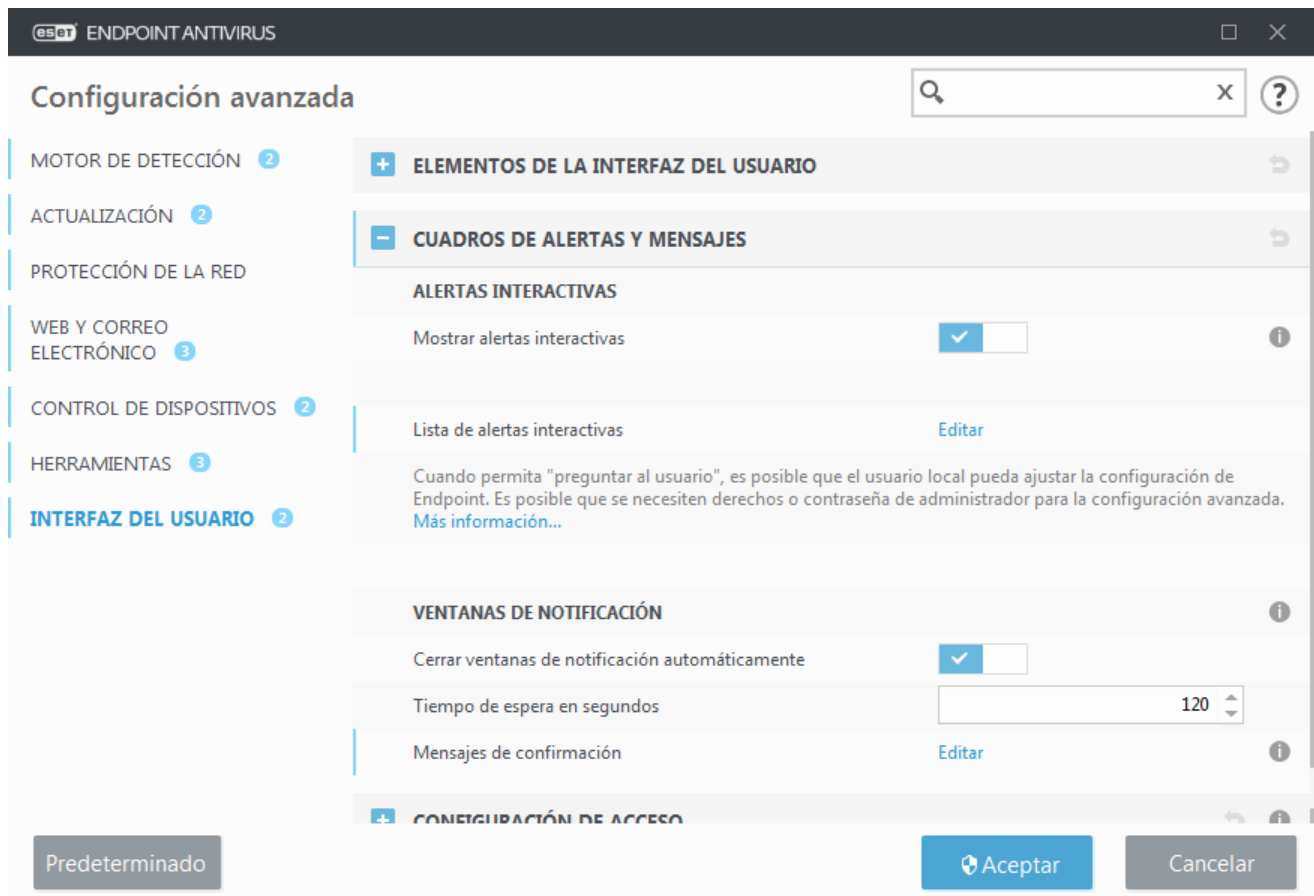 eset ENDPOINT ANTIVIRUS
Configuración avanzada
x
?
MOTOR DE DETECCIÓN 2
ACTUALIZACIÓN 2
PROTECCIÓN DE LA RED
WEB Y CORREO
ELECTRÓNICO 3
CONTROL DE DISPOSITIVOS 2
HERRAMIENTAS 3
INTERFAZ DEL USUARIO 2
ELEMENTOS DE LA INTERFAZ DEL USUARIO
CUADROS DE ALERTAS Y MENSAJES
ALERTAS INTERACTIVAS
Mostrar alertas interactivas
Lista de alertas interactivas Editar
Cuando permita "preguntar al usuario", es posible que el usuario local pueda ajustar la configuración de
Endpoint. Es posible que se necesiten derechos o contraseña de administrador para la configuración avanzada.
Más información...
VENTANAS DE NOTIFICACIÓN
Cerrar ventanas de notificación automáticamente
Tiempo de espera en segundos 120
Mensajes de confirmación Editar
CONFIGURACIÓN DE ACCESO
Predeterminado
Aceptar
Cancelar